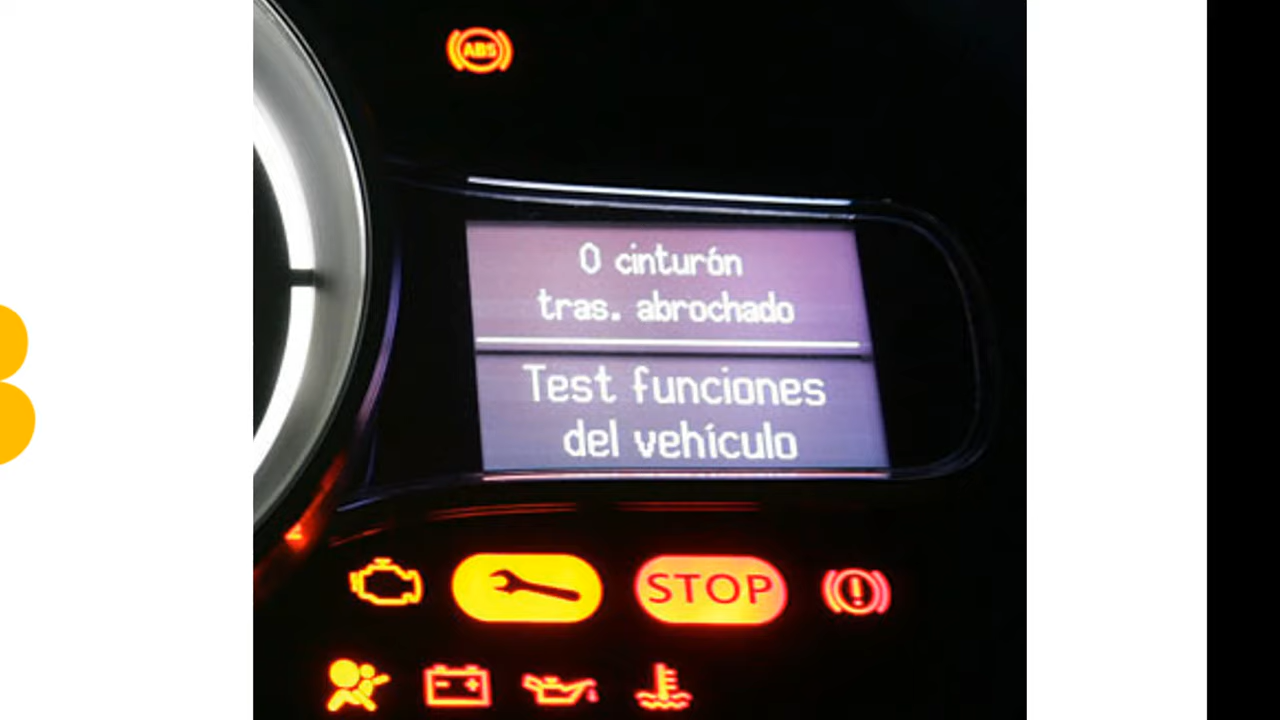 ABS
0 cinturón
tras. abrochado
Test funciones
del vehículo
STOP